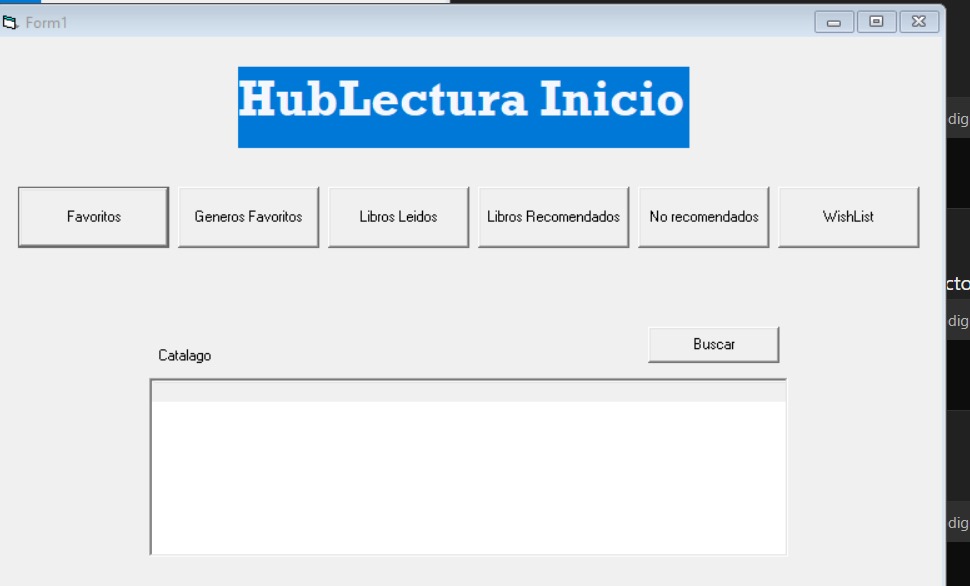 Form1
dig
HubLectura Inicio
Favoritos
Generos Favoritos
Libros Leidos
Libros Recomendados
No recomendados
WishList
cto
dig
Buscar
Catalago
dig